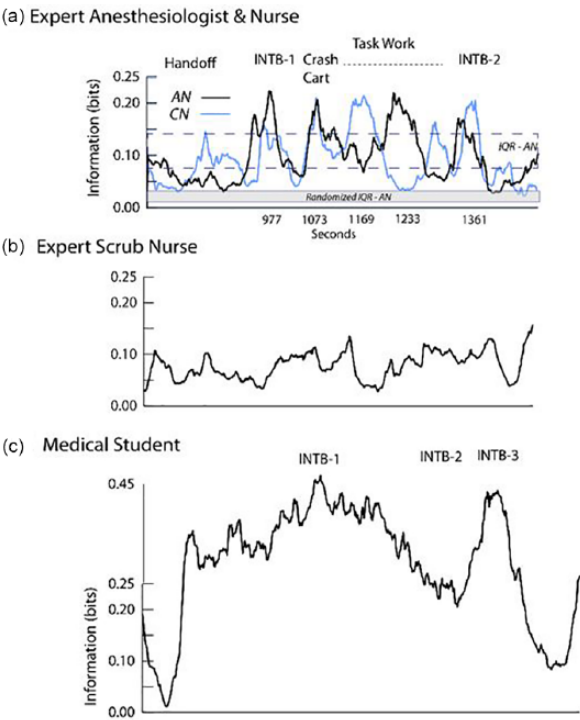 (a) Expert Anesthesiologist & Nurse
Task Work
Handoff INTB-1 Crash Cart INTB-2
0.25
AN
0.20
CN
Information (bits)
IQR - AN
0.10
Randomized IQR - AN
0.00
977 1073 1169 1233 1361
Seconds
(b) Expert Scrub Nurse
0.25
0.20
0.10
0.00
(c) Medical Student
INTB-1 INTB-2 INTB-3
0.45
0.25
0.20
Information (bits)
0.10
0.00